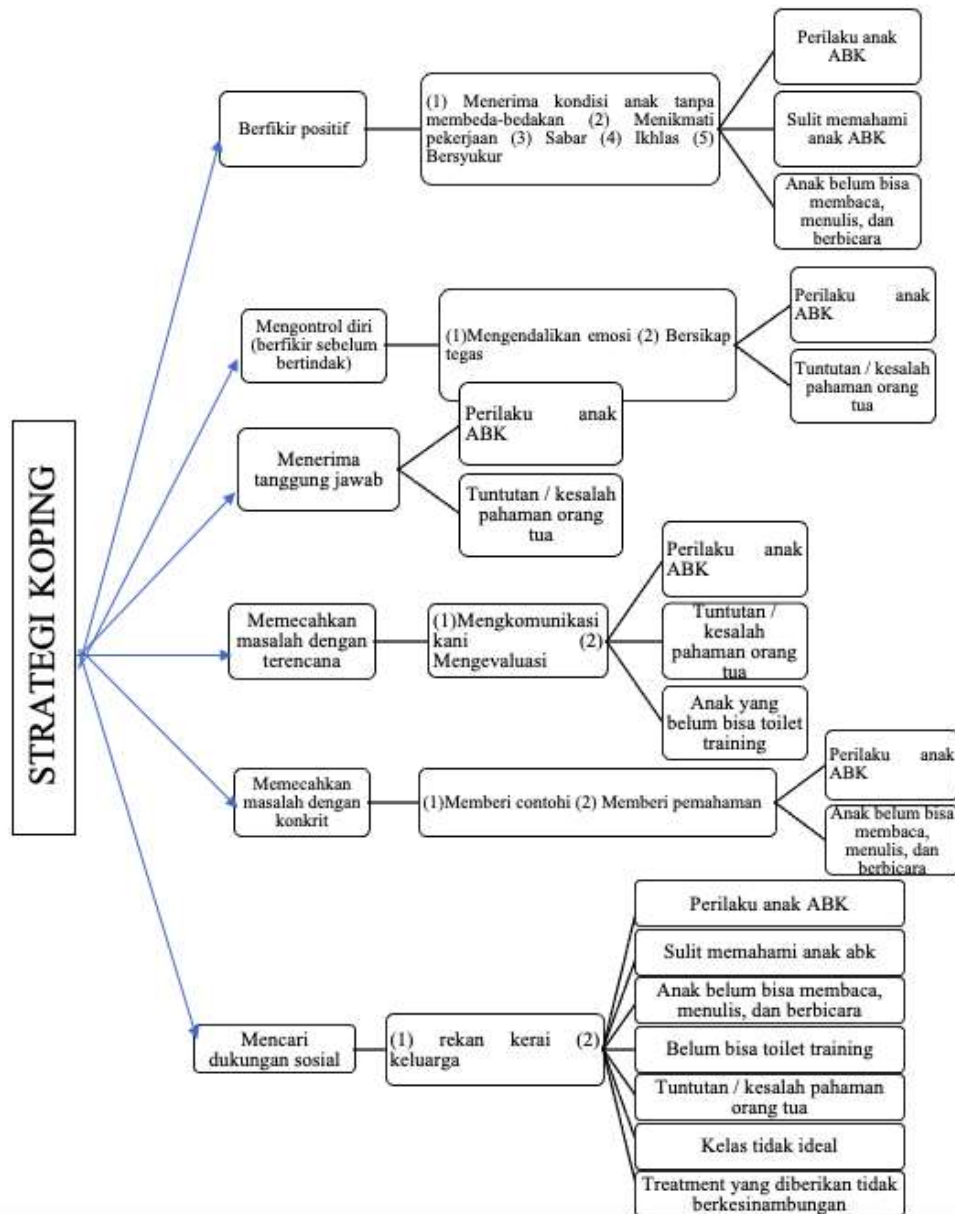 STRATEGI KOPING
Berfikir positif
(1) Menerima kondisi anak tanpa
membeda-bedakan (2) Menikmati
pekerjaan (3) Sabar (4) Ikhlas (5)
Bersyukur
Perilaku anak
ABK
Sulit memahami
anak ABK
Anak belum bisa
membaca,
menulis, dan
berbicara
Mengontrol diri
(berfikir sebelum
bertindak)
(1)Mengendalikan emosi (2) Bersikap
tegas
Perilaku anak
ABK
Tuntutan / kesalah
pahaman orang
tua
Menerima
tanggung jawab
Perilaku anak
ABK
Tuntutan / kesalah
pahaman orang
tua
Memecahkan
masalah dengan
terencana
(1)Mengkomunikasi
kani (2)
Mengevaluasi
Perilaku anak
ABK
Tuntutan /
kesalah
pahaman orang
tua
Anak yang
belum bisa toilet
training
Memecahkan
masalah dengan
konkrit
(1)Memberi contohi (2) Memberi pemahaman
Perilaku anak
ABK
Anak belum bisa
membaca,
menulis, dan
berbicara
Mencari
dukungan sosial
(1) rekan kerai (2)
keluarga
Perilaku anak ABK
Sulit memahami anak abk
Anak belum bisa membaca,
menulis, dan berbicara
Belum bisa toilet training
Tuntutan / kesalah pahaman
orang tua
Kelas tidak ideal
Treatment yang diberikan tidak
berkesinambungan